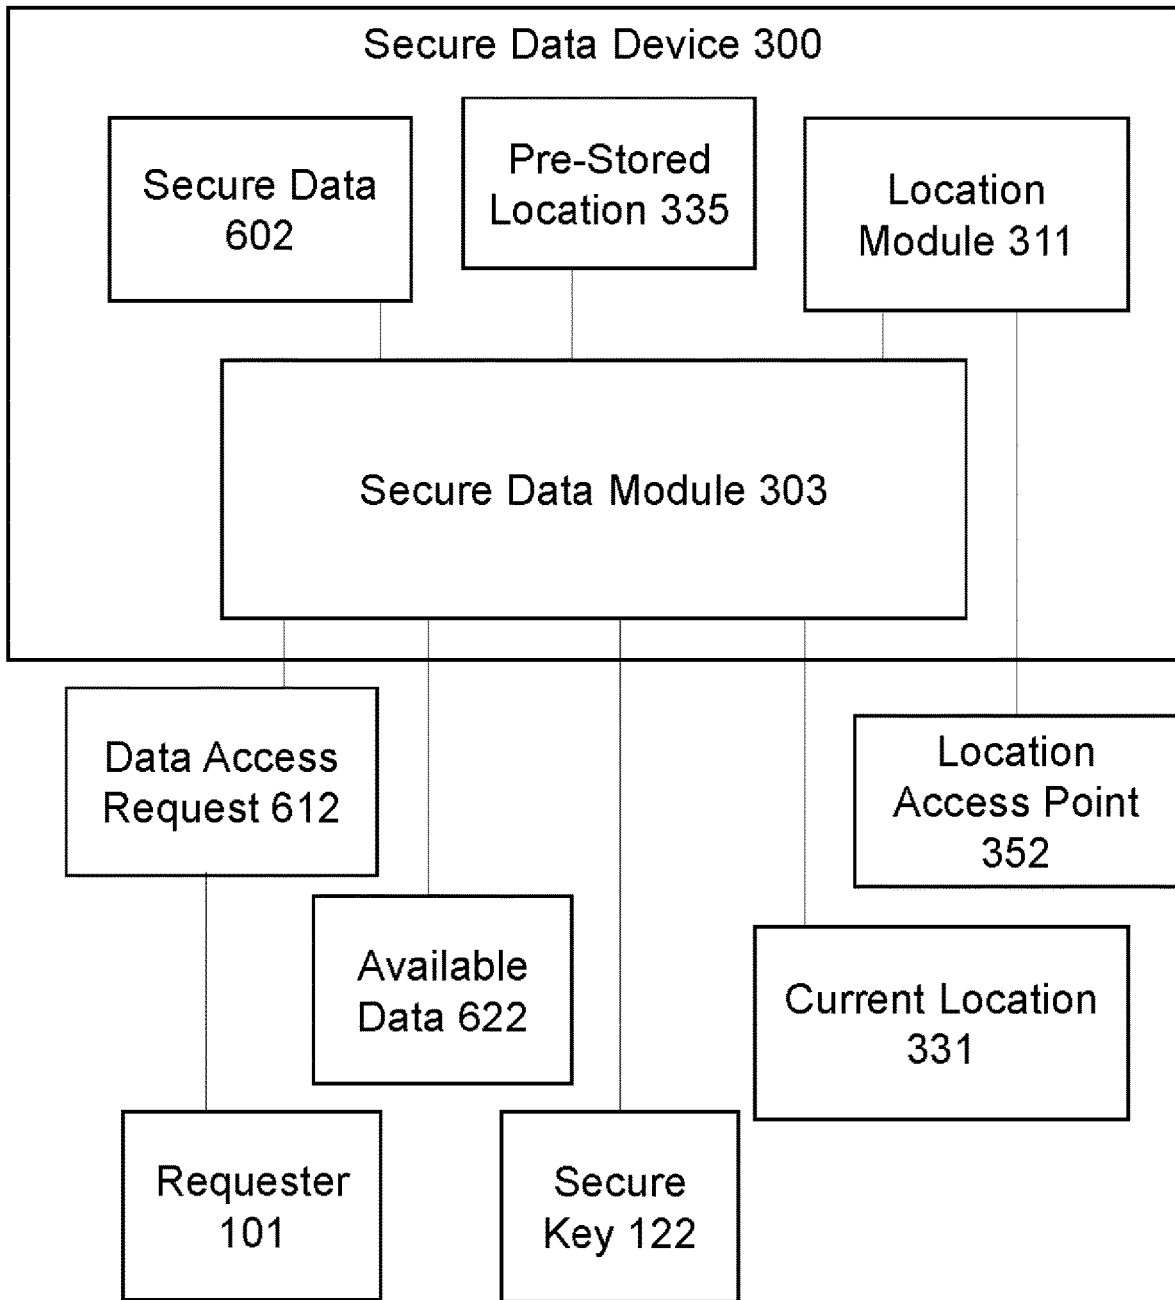 Secure Data Device 300
Secure Data
602
Pre-Stored
Location 335
Location
Module 311
Secure Data Module 303
Data Access
Request 612
Location
Access Point
352
Available
Data 622
Current Location
331
Requester
101
Secure
Key 122